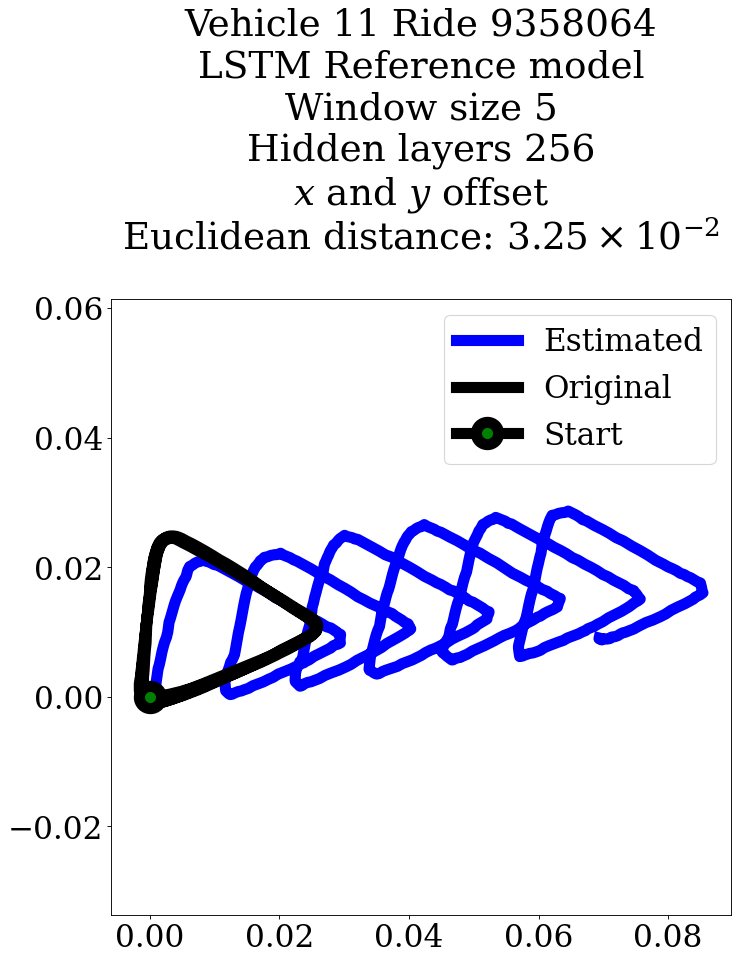 Vehicle 11 Ride 9358064
LSTM Reference model
Window size 5
Hidden layers 256
x and y offset
Euclidean distance: 3.25 × 10⁻²
0.06
Estimated
Original
0.04
Start
0.02
0.00
−0.02
0.00 0.02 0.04 0.06 0.08